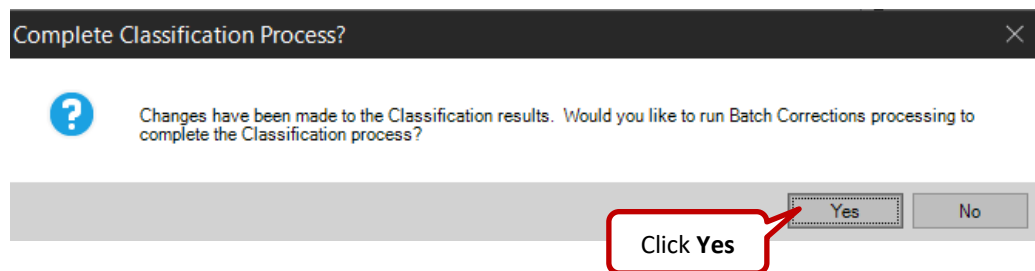 Complete Classification Process?
Changes have been made to the Classification results.  Would you like to run Batch Corrections processing to
complete the Classification process?
Yes
No
Click Yes